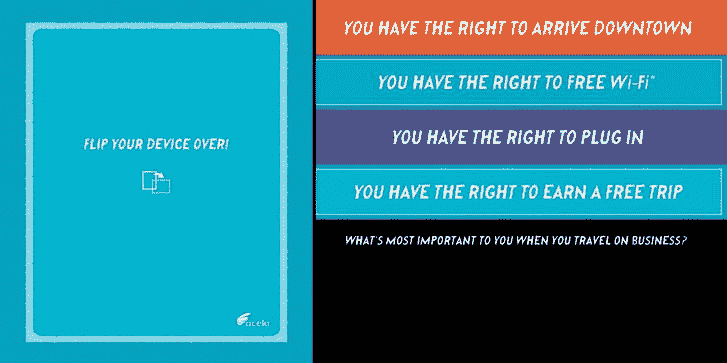 FLIP YOUR DEVICE OVER!
acela
YOU HAVE THE RIGHT TO ARRIVE DOWNTOWN
YOU HAVE THE RIGHT TO FREE Wi-Fi*
YOU HAVE THE RIGHT TO PLUG IN
YOU HAVE THE RIGHT TO EARN A FREE TRIP
WHAT'S MOST IMPORTANT TO YOU WHEN YOU TRAVEL ON BUSINESS?